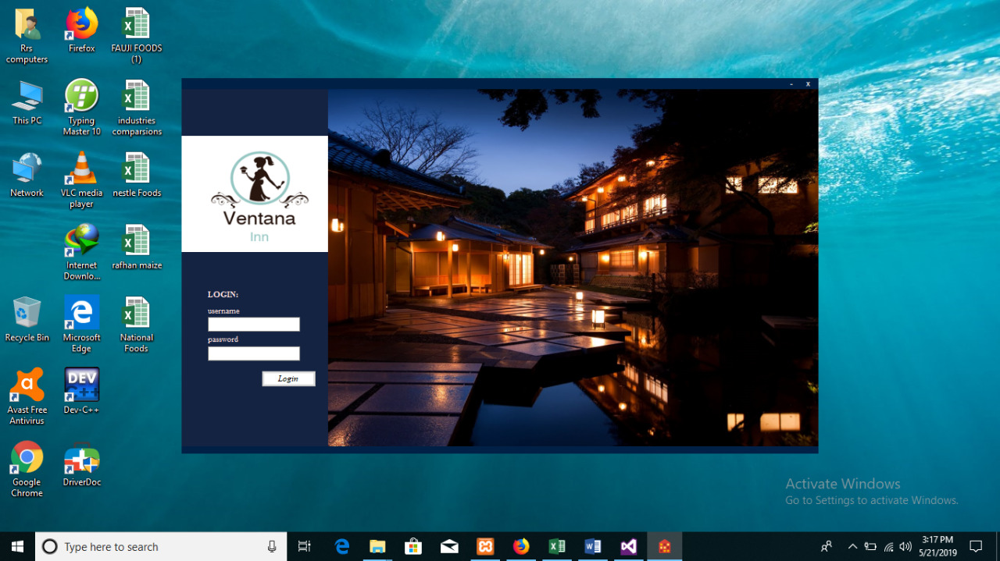 Rrs
computers
Firefox
FAUJI FOODS
(1)
This PC
Typing
Master 10
industries
comparsions
Network
VLC media
player
nestle Foods
Internet
Downlo...
rafhan maize
Recycle Bin
Microsoft
Edge
National
Foods
Avast Free
Antivirus
DEV
C++
Dev-C++
Google
Chrome
DriverDoc
- x
Ventana
Inn
LOGIN:
username
password
Login
Activate Windows
Go to Settings to activate Windows.
Type here to search
3:17 PM
5/21/2019